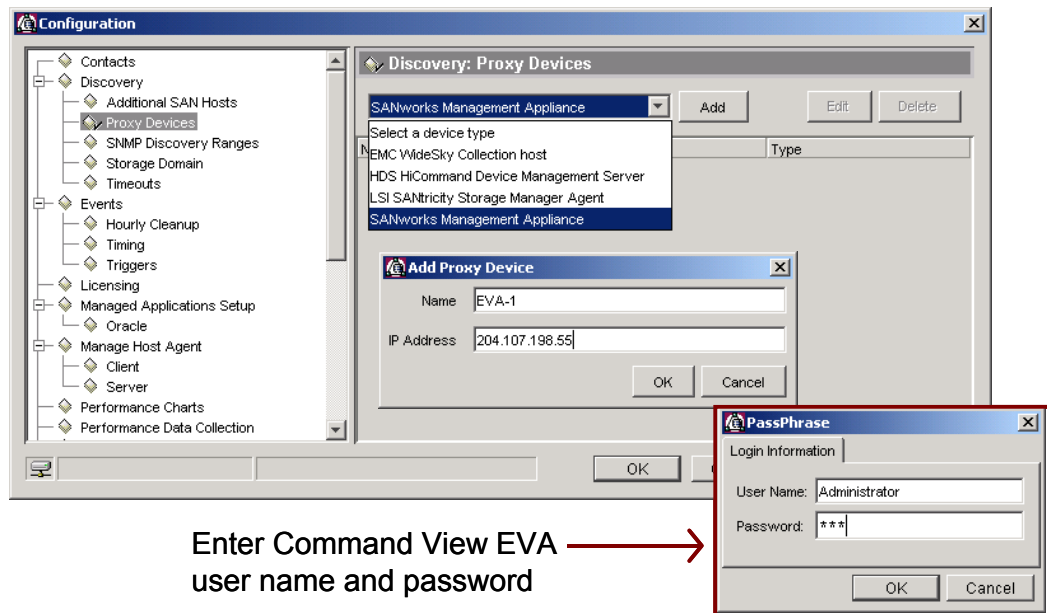 Configuration
Contacts
Discovery
Additional SAN Hosts
Proxy Devices
SNMP Discovery Ranges
Storage Domain
Timeouts
Events
Hourly Cleanup
Timing
Triggers
Licensing
Managed Applications Setup
Oracle
Manage Host Agent
Client
Server
Performance Charts
Performance Data Collection
Discovery: Proxy Devices
SANworks Management Appliance
Add
Edit
Delete
Select a device type
EMC WideSky Collection host
HDS HiCommand Device Management Server
LSI SANtricity Storage Manager Agent
SANworks Management Appliance
Type
Add Proxy Device
Name
EVA-1
IP Address
204.107.198.55
OK
Cancel
OK
PassPhrase
Login Information
User Name:
Administrator
Password:
***
OK
Cancel
Enter Command View EVA
user name and password